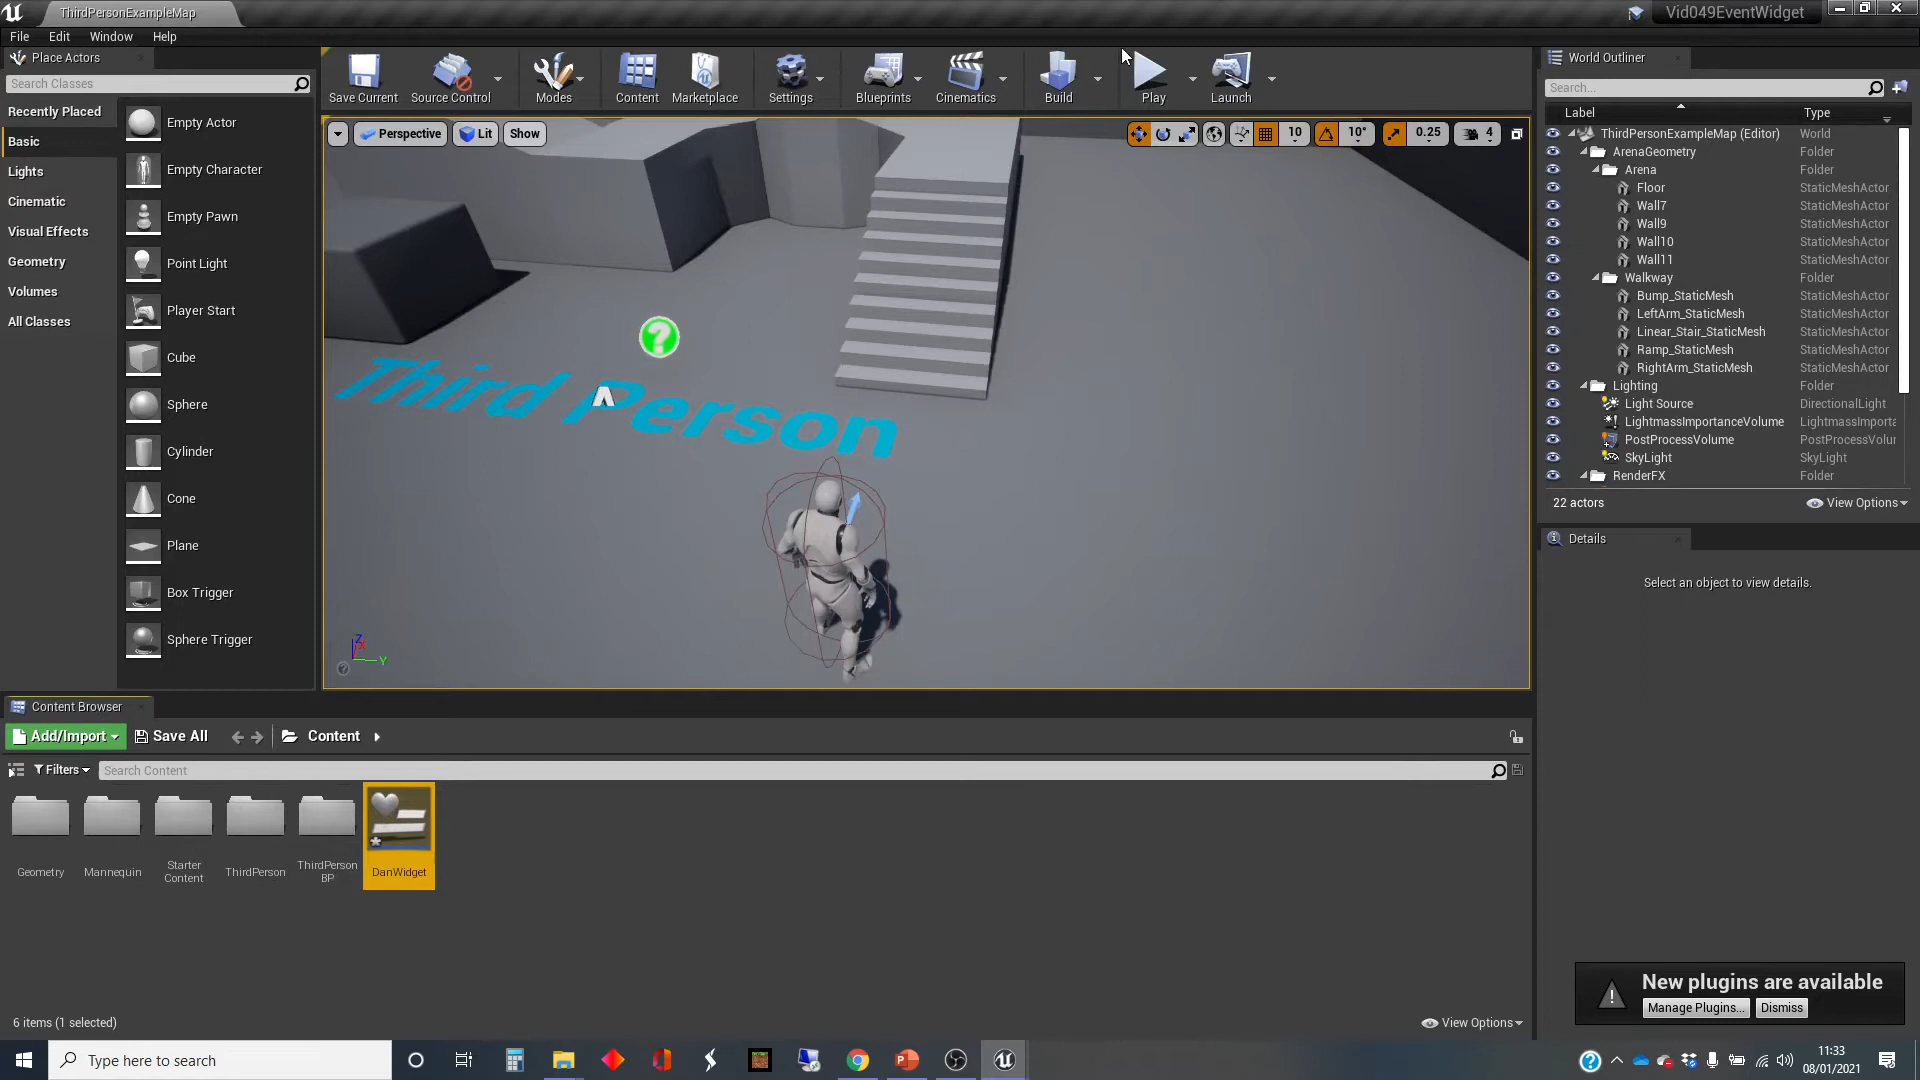 ThirdPersonExampleMap
Vid049EventWidget
File Edit Window Help
Place Actors
Search Classes
Recently Placed
Basic
Lights
Cinematic
Visual Effects
Geometry
Volumes
All Classes
Empty Actor
Empty Character
Empty Pawn
Point Light
Player Start
Cube
Sphere
Cylinder
Cone
Plane
Box Trigger
Sphere Trigger
Save Current
Source Control
Modes
Content
Marketplace
Settings
Blueprints
Cinematics
Build
Play
Launch
Perspective
Lit
Show
10
10°
0.25
4
Third Person
Z
X
Y
World Outliner
Search...
Label Type
ThirdPersonExampleMap (Editor) World
ArenaGeometry Folder
Arena Folder
Floor StaticMeshActor
Wall7 StaticMeshActor
Wall9 StaticMeshActor
Wall10 StaticMeshActor
Wall11 StaticMeshActor
Walkway Folder
Bump_StaticMesh StaticMeshActor
LeftArm_StaticMesh StaticMeshActor
Linear_Stair_StaticMesh StaticMeshActor
Ramp_StaticMesh StaticMeshActor
RightArm_StaticMesh StaticMeshActor
Lighting Folder
Light Source DirectionalLight
LightmassImportanceVolume LightmassImporta
PostProcessVolume PostProcessVolur
SkyLight SkyLight
RenderFX Folder
22 actors
View Options
Details
Select an object to view details.
Content Browser
Add/Import
Save All
Content
Filters
Search Content
Geometry
Mannequin
Starter
Content
ThirdPerson
ThirdPerson
BP
DanWidget
6 items (1 selected)
View Options
New plugins are available
Manage Plugins...
Dismiss
Type here to search
11:33
08/01/2021